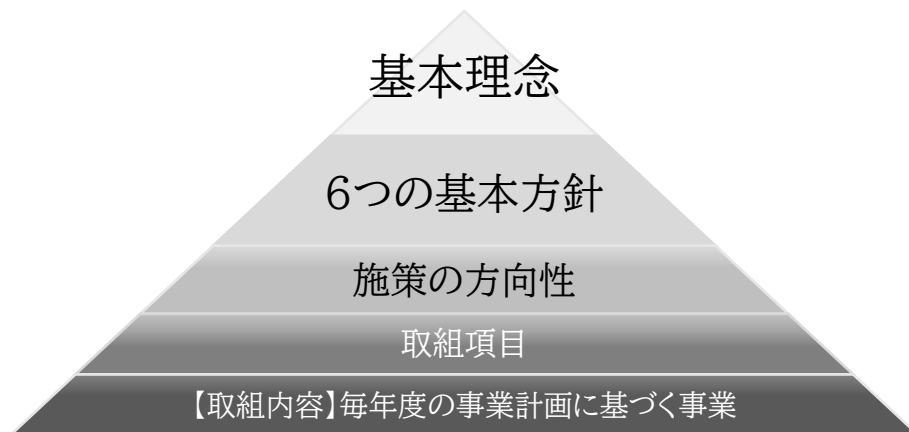 基本理念
6つの基本方針
施策の方向性
取組項目
【取組内容】毎年度の事業計画に基づく事業